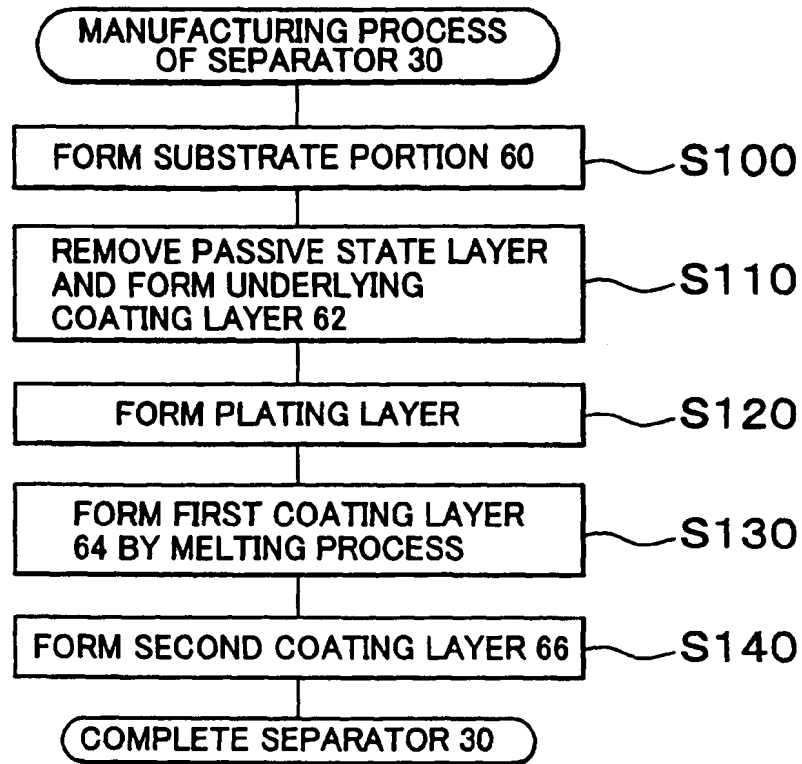 MANUFACTURING PROCESS
OF SEPARATOR 30
FORM SUBSTRATE PORTION 60
S100
REMOVE PASSIVE STATE LAYER
AND FORM UNDERLYING
COATING LAYER 62
S110
FORM PLATING LAYER
S120
FORM FIRST COATING LAYER
64 BY MELTING PROCESS
S130
FORM SECOND COATING LAYER 66
S140
COMPLETE SEPARATOR 30